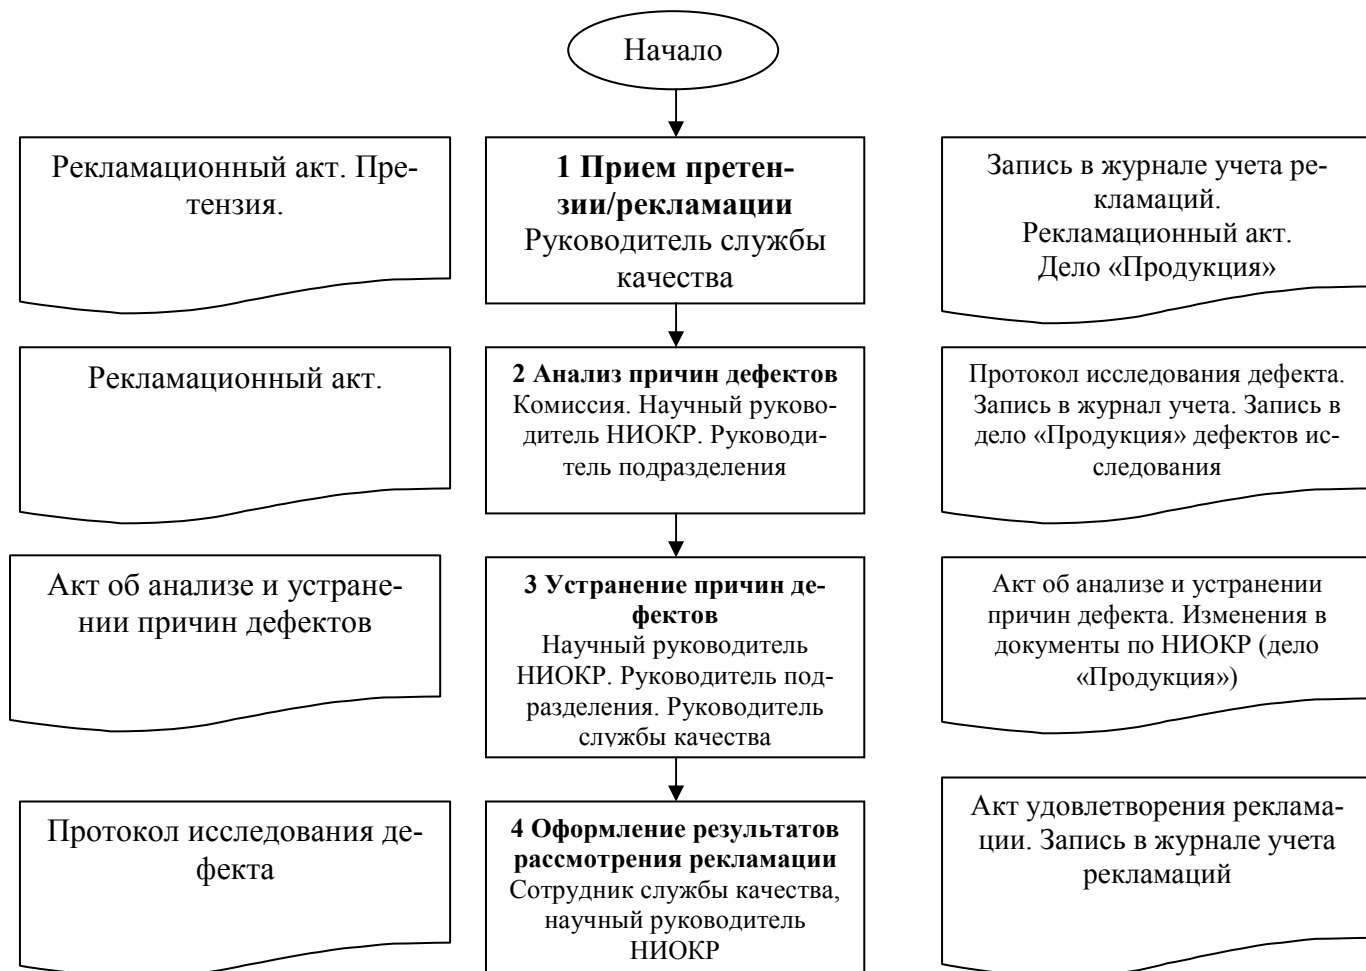 Начало
Рекламационный акт. Пре-
тензия.
1 Прием претен-
зии/рекламации
Руководитель службы
качества
Запись в журнале учета ре-
кламаций.
Рекламационный акт.
Дело «Продукция»
Рекламационный акт.
2 Анализ причин дефектов
Комиссия. Научный руково-
дитель НИОКР. Руководи-
тель подразделения
Протокол исследования дефекта.
Запись в журнал учета. Запись в
дело «Продукция» дефектов ис-
следования
Акт об анализе и устране-
нии причин дефектов
3 Устранение причин де-
фектов
Научный руководитель
НИОКР. Руководитель под-
разделения. Руководитель
службы качества
Акт об анализе и устранении
причин дефекта. Изменения в
документы по НИОКР (дело
«Продукция»)
Протокол исследования де-
фекта
4 Оформление результатов
рассмотрения рекламации
Сотрудник службы качества,
научный руководитель
НИОКР
Акт удовлетворения реклама-
ции. Запись в журнале учета
рекламаций